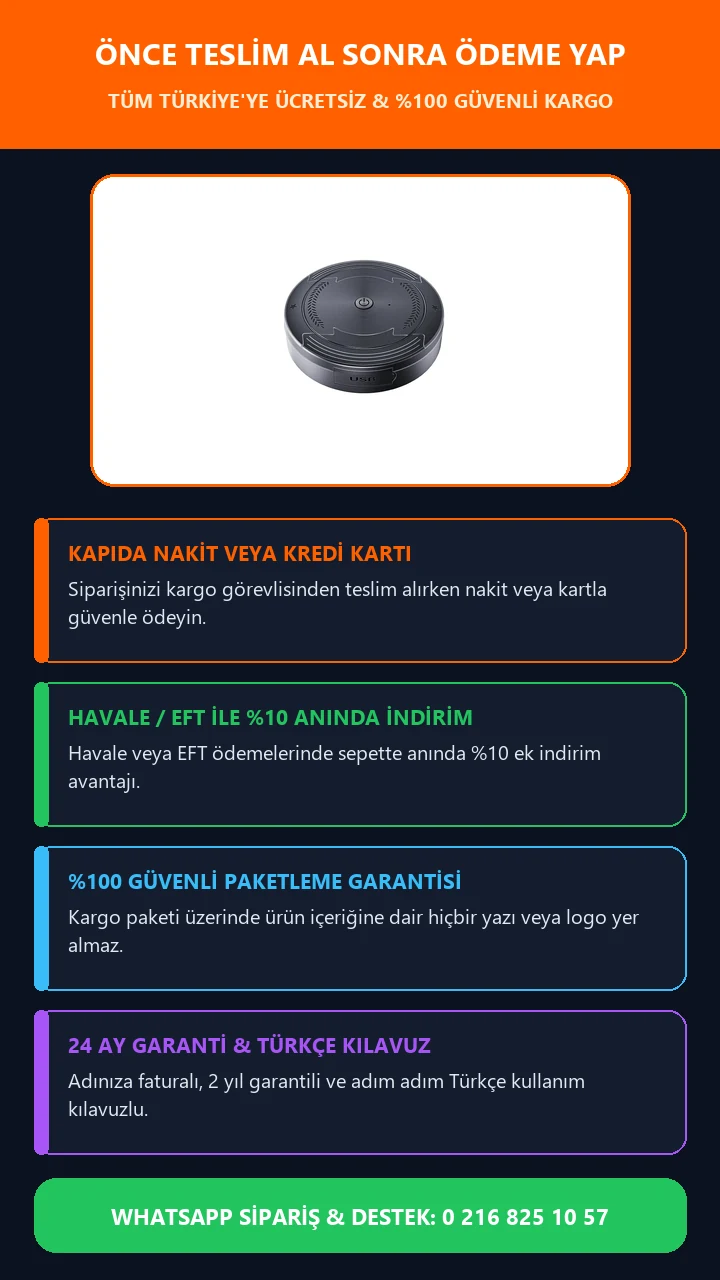 ÖNCE TESLİM AL SONRA ÖDEME YAP
TÜM TÜRKİYE'YE ÜCRETSİZ & %100 GÜVENLİ KARGO
USB
KAPIDA NAKİT VEYA KREDİ KARTI
Siparişinizi kargo görevlisinden teslim alırken nakit veya kartla
güvenle ödeyin.
HAVALE / EFT İLE %10 ANINDA İNDİRİM
Havale veya EFT ödemelerinde sepette anında %10 ek indirim
avantajı.
%100 GÜVENLİ PAKETLEME GARANTİSİ
Kargo paketi üzerinde ürün içeriğine dair hiçbir yazı veya logo yer
almaz.
24 AY GARANTİ & TÜRKÇE KILAVUZ
Adınıza faturalı, 2 yıl garantili ve adım adım Türkçe kullanım
kılavuzlu.
WHATSAPP SİPARİŞ & DESTEK: 0 216 825 10 57